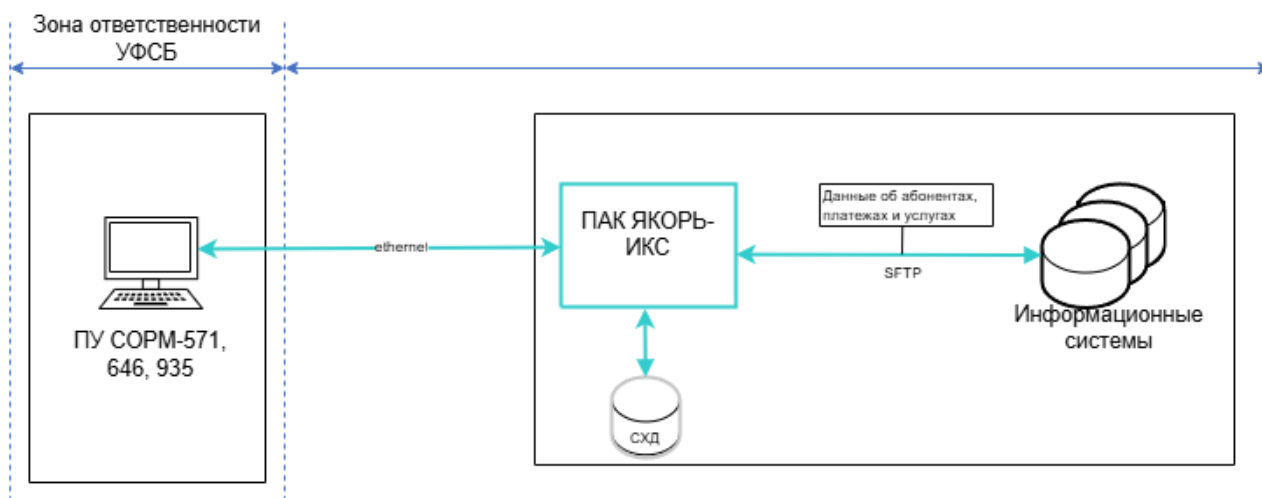 Зона ответственности
УФСБ
ПУ СОРМ-571,
646, 935
ethernel
ПАК ЯКОРЬ-
ИКС
СХД
Данные об абонентах,
платежах и услугах
SFTP
Информационные
системы